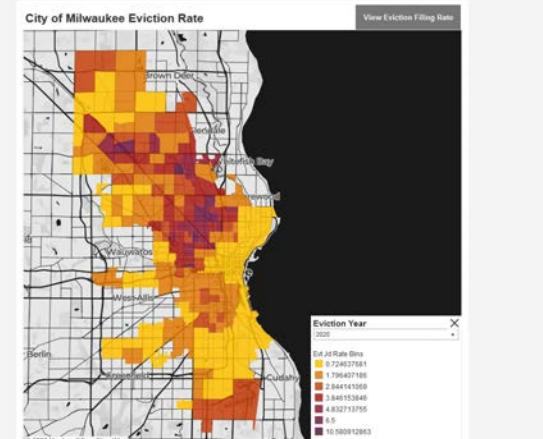 City of Milwaukee Eviction Rate
View Eviction Filing Rate
Brown Deer
Glendale
Whitefish Bay
Wauwatos
West Allis
Berlin
Greenfield
Cudahy
Eviction Year
2020
Evt Jd Rate Bins
0.724637681
1.796407186
2.844141069
3.846153846
4.832713755
6.5
10.580912863